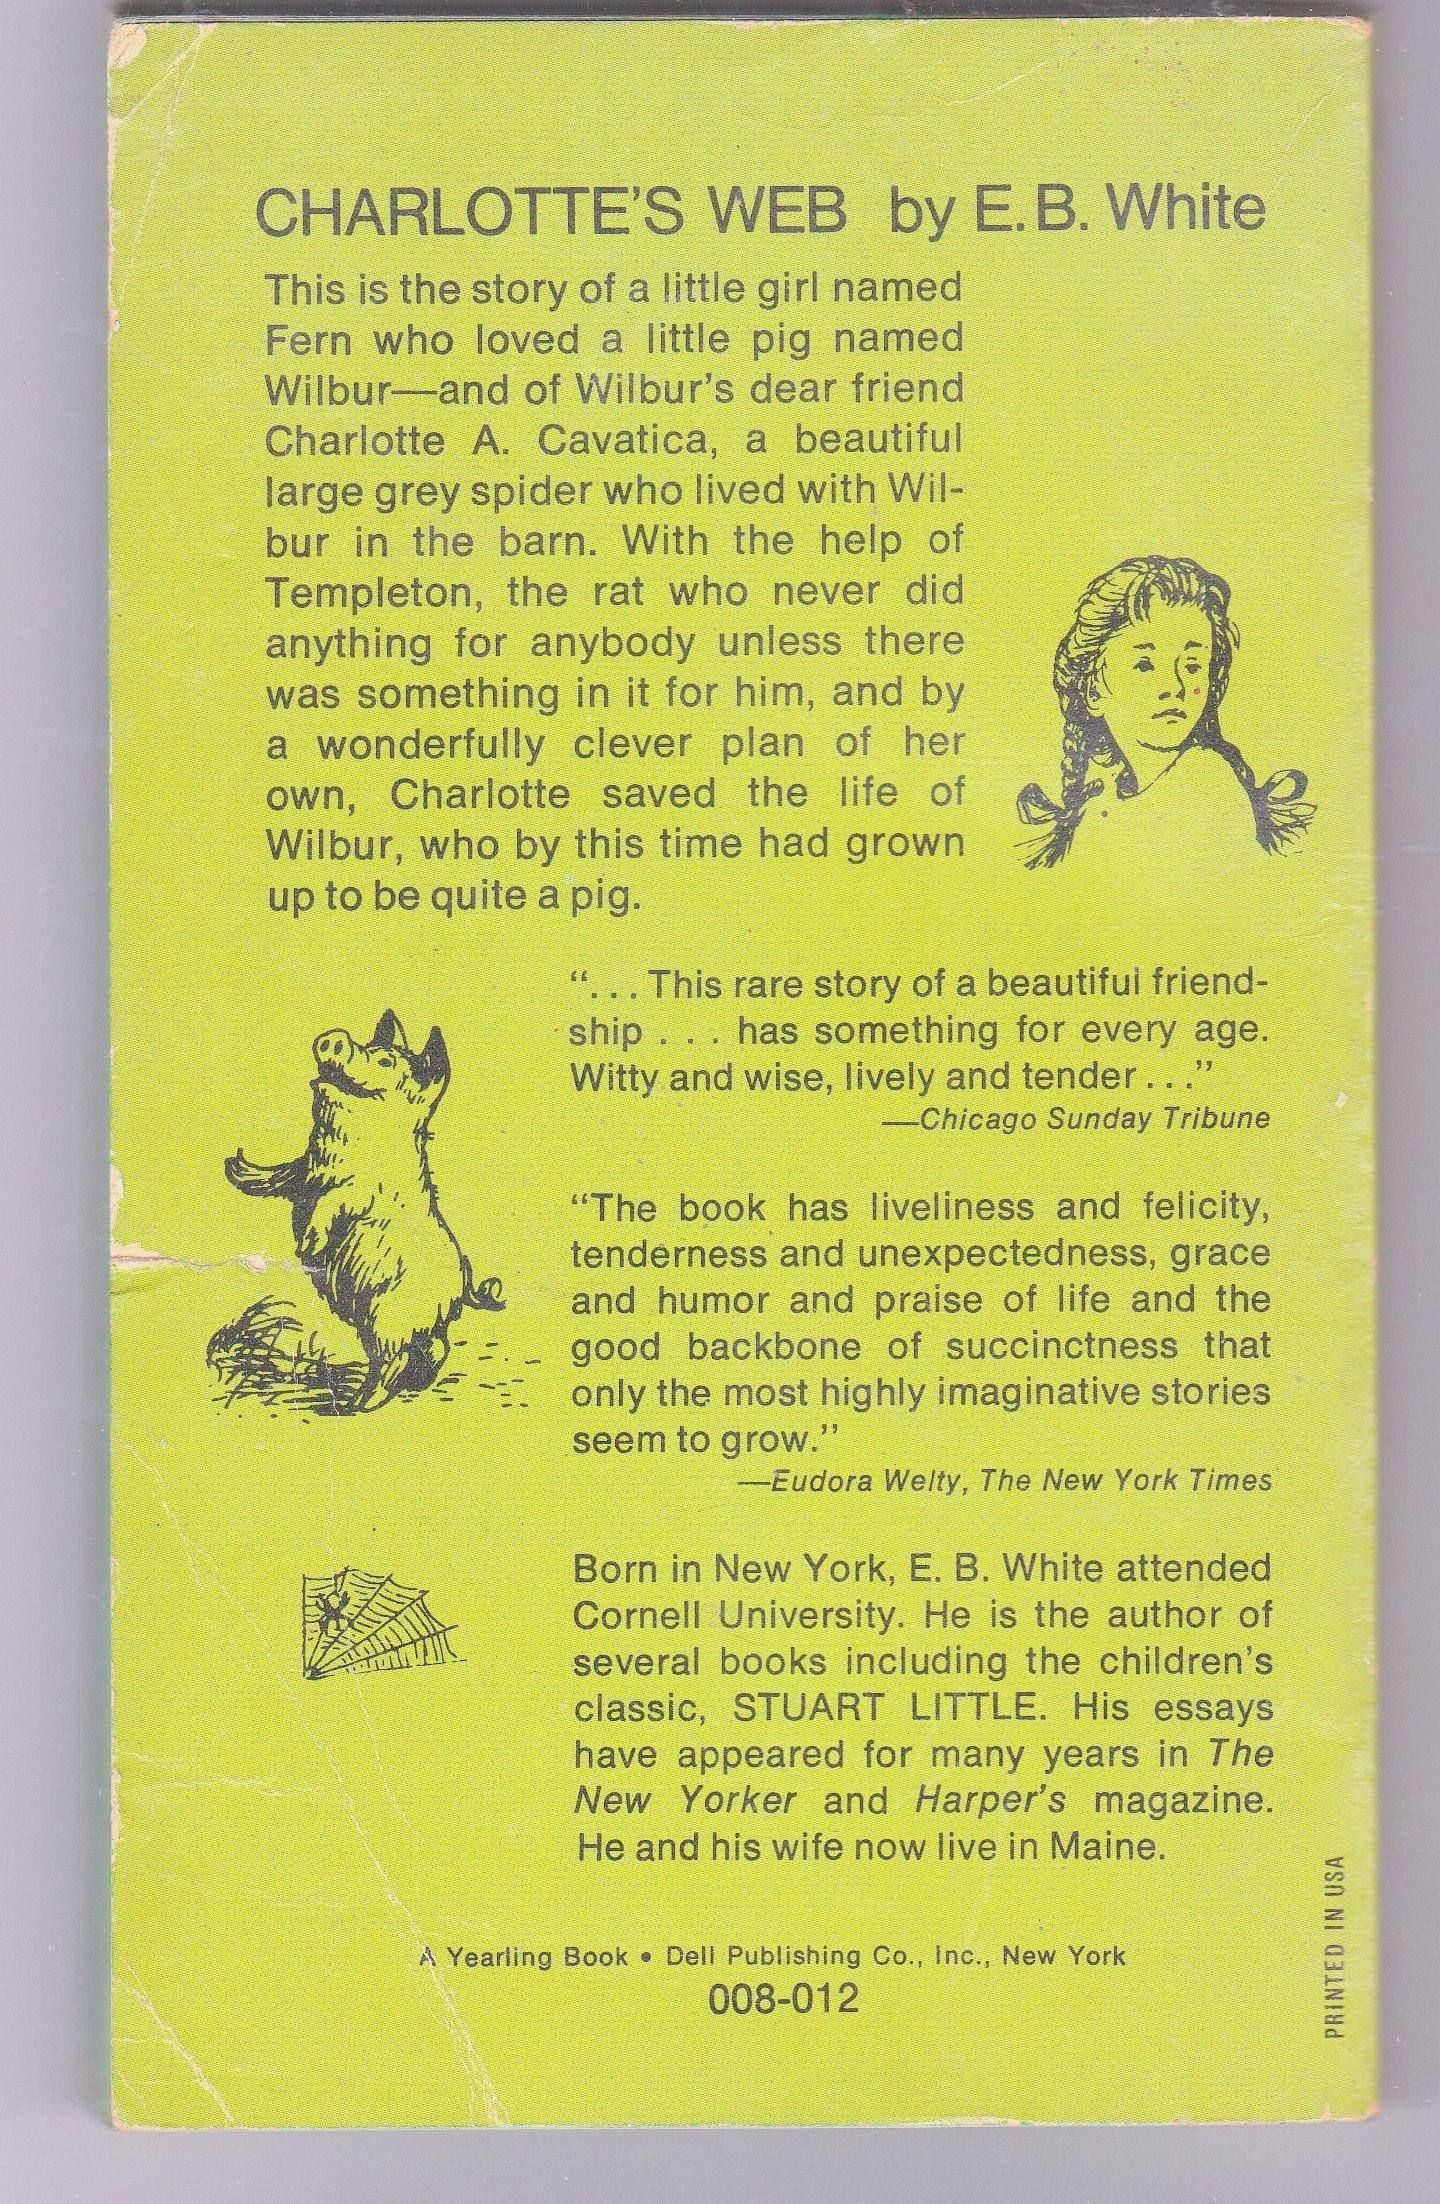 CHARLOTTE'S WEB by E. B. White
This is the story of a little girl named
Fern who loved a little pig named
Wilbur—and of Wilbur's dear friend
Charlotte A. Cavatica, a beautiful
large grey spider who lived with Wil-
bur in the barn. With the help of
Templeton, the rat who never did
anything for anybody unless there
was something in it for him, and by
a wonderfully clever plan of her
own, Charlotte saved the life of
Wilbur, who by this time had grown
up to be quite a pig.
“. . . This rare story of a beautiful friend-
ship . . . has something for every age.
Witty and wise, lively and tender . . .”
—Chicago Sunday Tribune
“The book has liveliness and felicity,
tenderness and unexpectedness, grace
and humor and praise of life and the
good backbone of succinctness that
only the most highly imaginative stories
seem to grow.”
—Eudora Welty, The New York Times
Born in New York, E. B. White attended
Cornell University. He is the author of
several books including the children's
classic, STUART LITTLE. His essays
have appeared for many years in The
New Yorker and Harper's magazine.
He and his wife now live in Maine.
A Yearling Book • Dell Publishing Co., Inc., New York
008-012
PRINTED IN USA